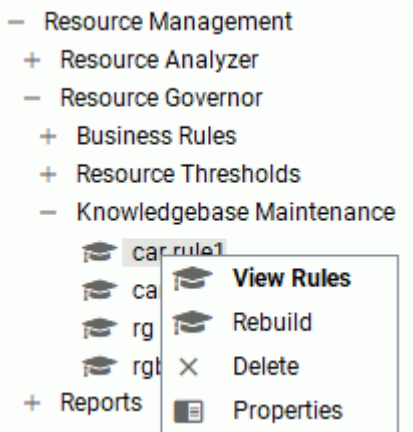 Resource Management
Resource Analyzer
Resource Governor
Business Rules
Resource Thresholds
Knowledgebase Maintenance
car rule1
View Rules
Rebuild
rg
Delete
Reports
Properties